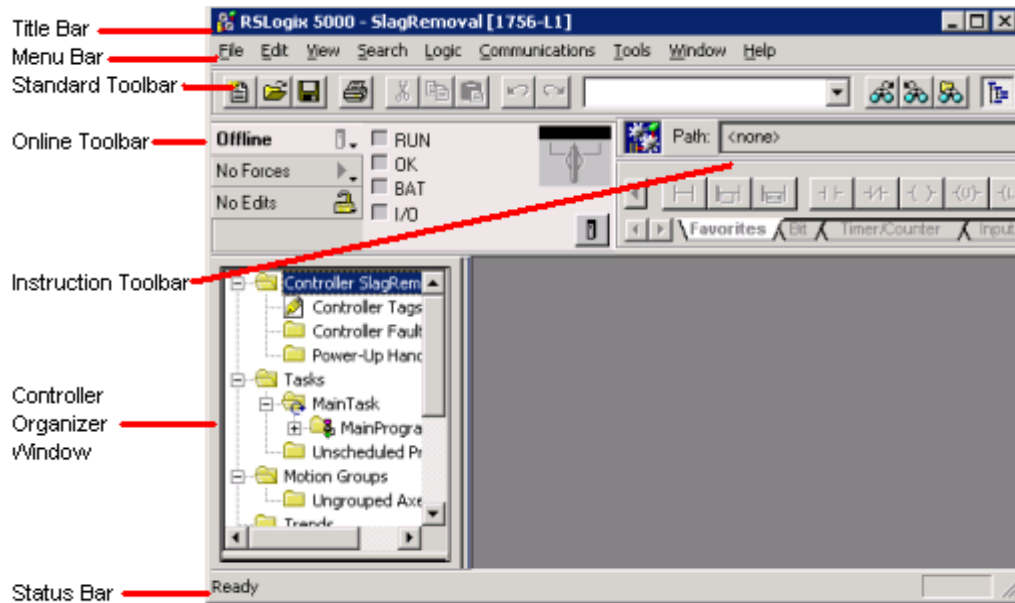 Title Bar
RSLogix 5000 - SlagRemoval [1756-L1]
Menu Bar
File Edit View Search Logic Communications Tools Window Help
Standard Toolbar
Online Toolbar
Offline
RUN
Path: <none>
No Forces
OK
BAT
No Edits
I/O
Favorites Bit Timer/Counter Input
Instruction Toolbar
Controller SlagRem
Controller Tags
Controller Fault
Power-Up Hand
Tasks
MainTask
MainProgra
Unscheduled Pr
Motion Groups
Ungrouped Axe
Trends
Controller
Organizer
Window
Status Bar
Ready